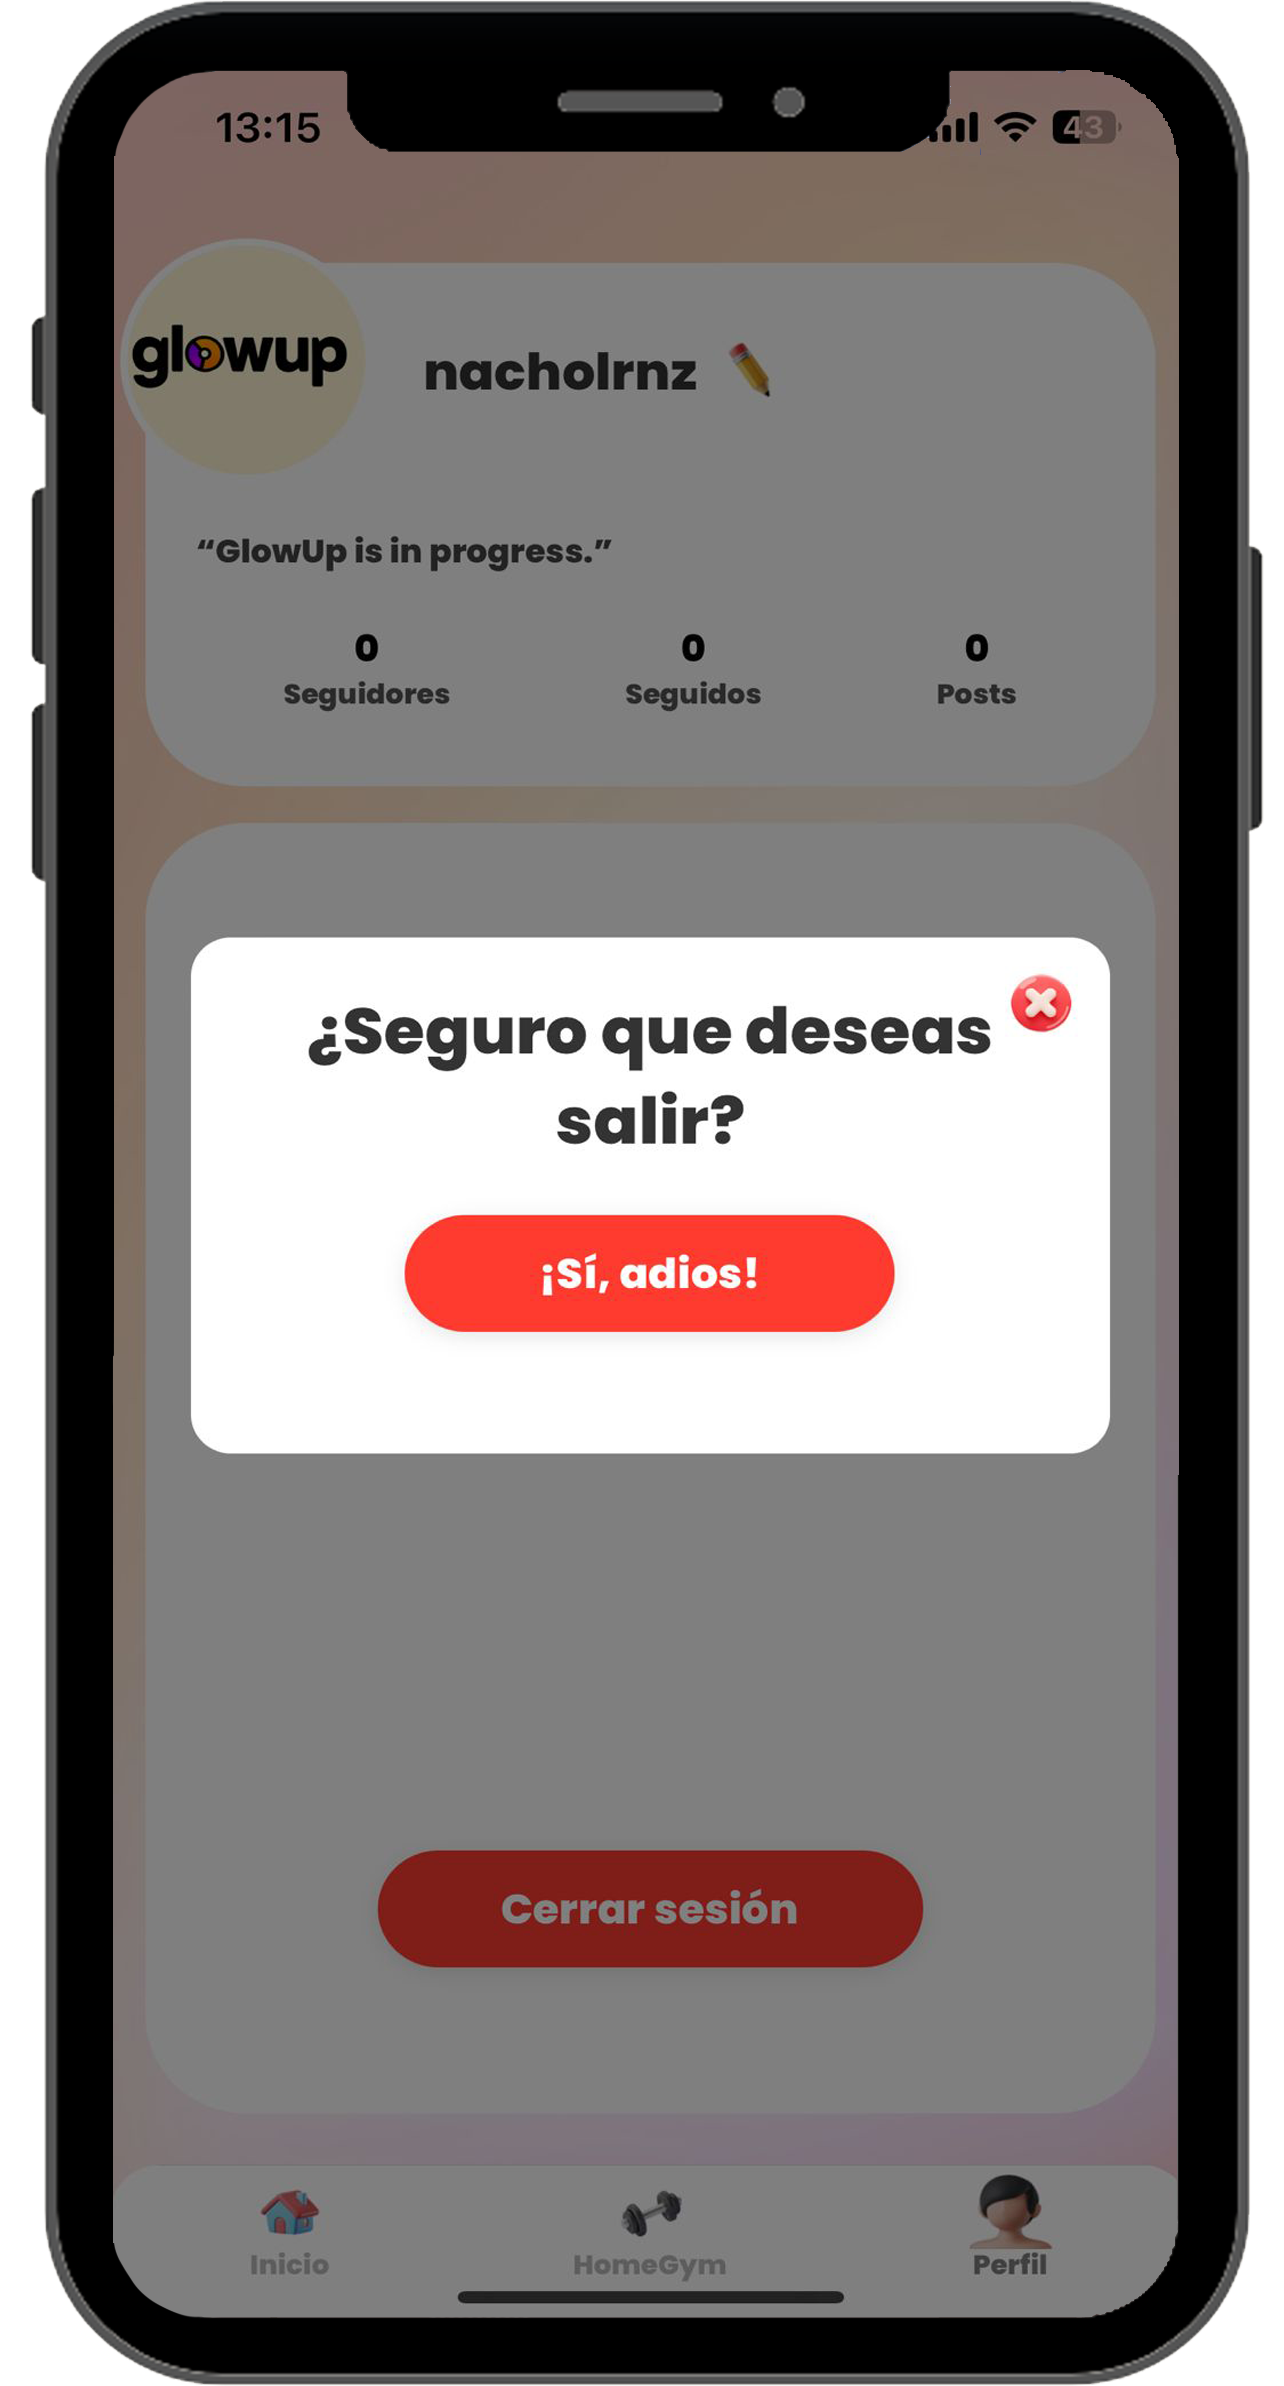 13:15
43
glowup
nacholrnz
“GlowUp is in progress.”
0 0 0
Seguidores Seguidos Posts
¿Seguro que deseas
salir?
¡Sí, adios!
Cerrar sesión
Inicio HomeGym Perfil